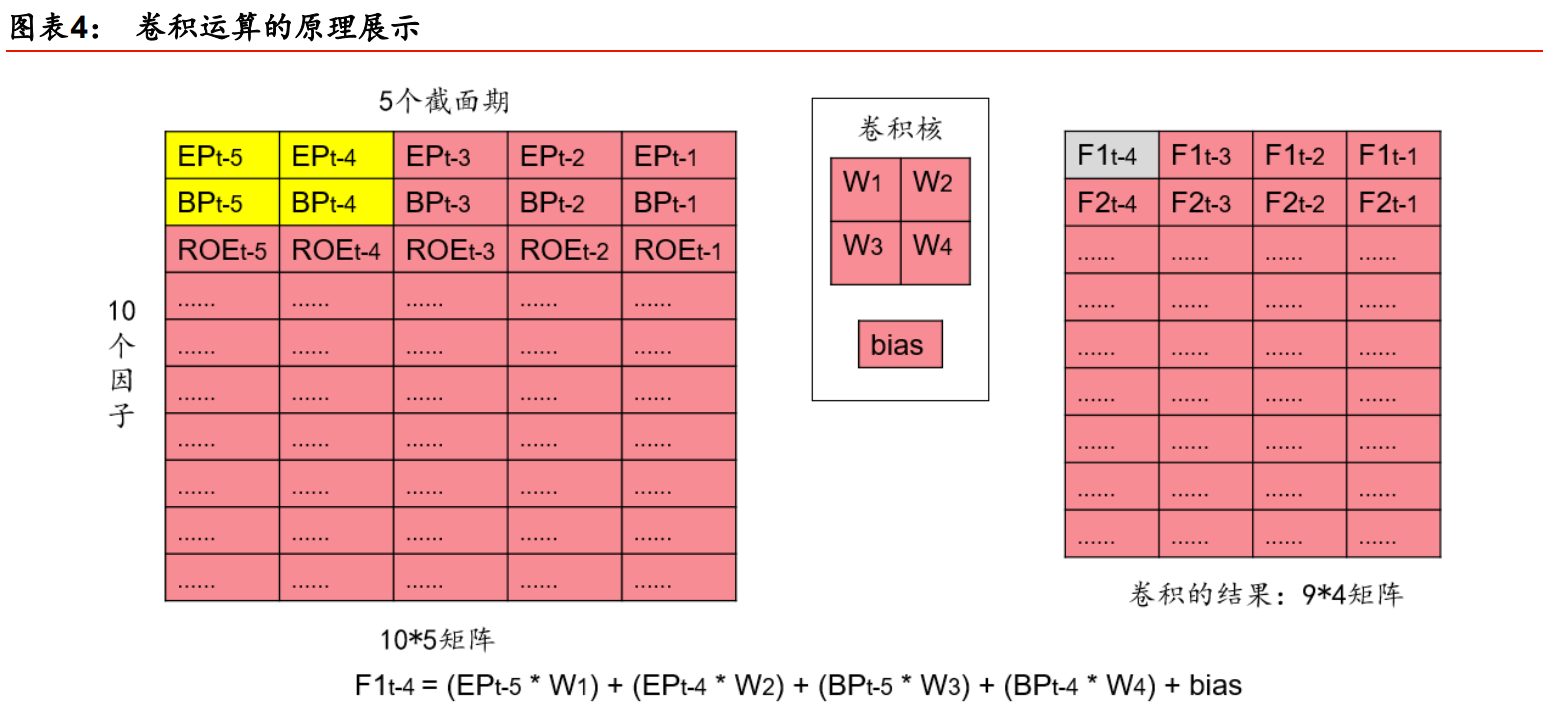 图表4： 卷积运算的原理展示
5个截面期
10个因子
EPt-5 EPt-4 EPt-3 EPt-2 EPt-1
BPt-5 BPt-4 BPt-3 BPt-2 BPt-1
ROEt-5 ROEt-4 ROEt-3 ROEt-2 ROEt-1
...... ...... ...... ...... ......
...... ...... ...... ...... ......
...... ...... ...... ...... ......
...... ...... ...... ...... ......
...... ...... ...... ...... ......
...... ...... ...... ...... ......
...... ...... ...... ...... ......
10*5矩阵
卷积核
W1 W2
W3 W4
bias
F1t-4 F1t-3 F1t-2 F1t-1
F2t-4 F2t-3 F2t-2 F2t-1
...... ...... ...... ......
...... ...... ...... ......
...... ...... ...... ......
...... ...... ...... ......
...... ...... ...... ......
...... ...... ...... ......
...... ...... ...... ......
卷积的结果：9*4矩阵
F1t-4 = (EPt-5 * W1) + (EPt-4 * W2) + (BPt-5 * W3) + (BPt-4 * W4) + bias